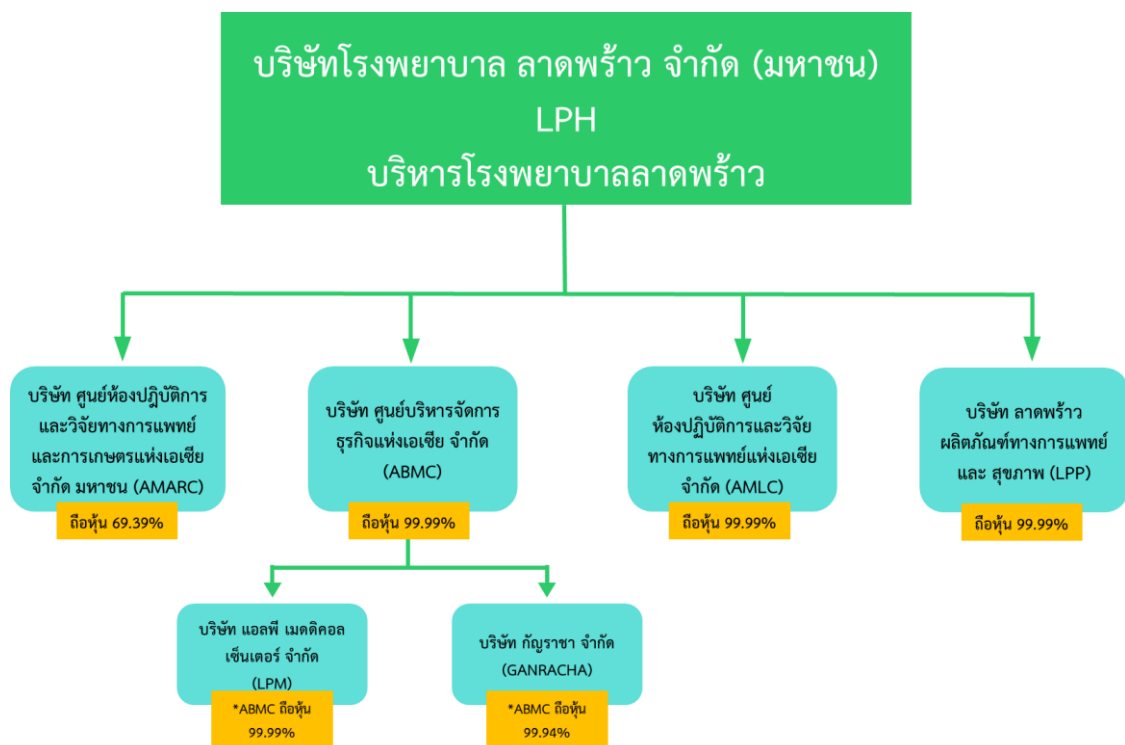 บริษัทโรงพยาบาล ลาดพร้าว จำกัด (มหาชน)
LPH
บริหารโรงพยาบาลลาดพร้าว
บริษัท ศูนย์ห้องปฏิบัติการ
และวิจัยทางการแพทย์
และการเกษตรแห่งเอเซีย
จำกัด มหาชน (AMARC)
ถือหุ้น 69.39%
บริษัท ศูนย์บริหารจัดการ
ธุรกิจแห่งเอเซีย จำกัด
(ABMC)
ถือหุ้น 99.99%
บริษัท ศูนย์
ห้องปฏิบัติการและวิจัย
ทางการแพทย์แห่งเอเซีย
จำกัด (AMLC)
ถือหุ้น 99.99%
บริษัท ลาดพร้าว
ผลิตภัณฑ์ทางการแพทย์
และ สุขภาพ (LPP)
ถือหุ้น 99.99%
บริษัท แอลพี เมดดิคอล
เซ็นเตอร์ จำกัด
(LPM)
*ABMC ถือหุ้น
99.99%
บริษัท กัญราชา จำกัด
(GANRACHA)
*ABMC ถือหุ้น
99.94%